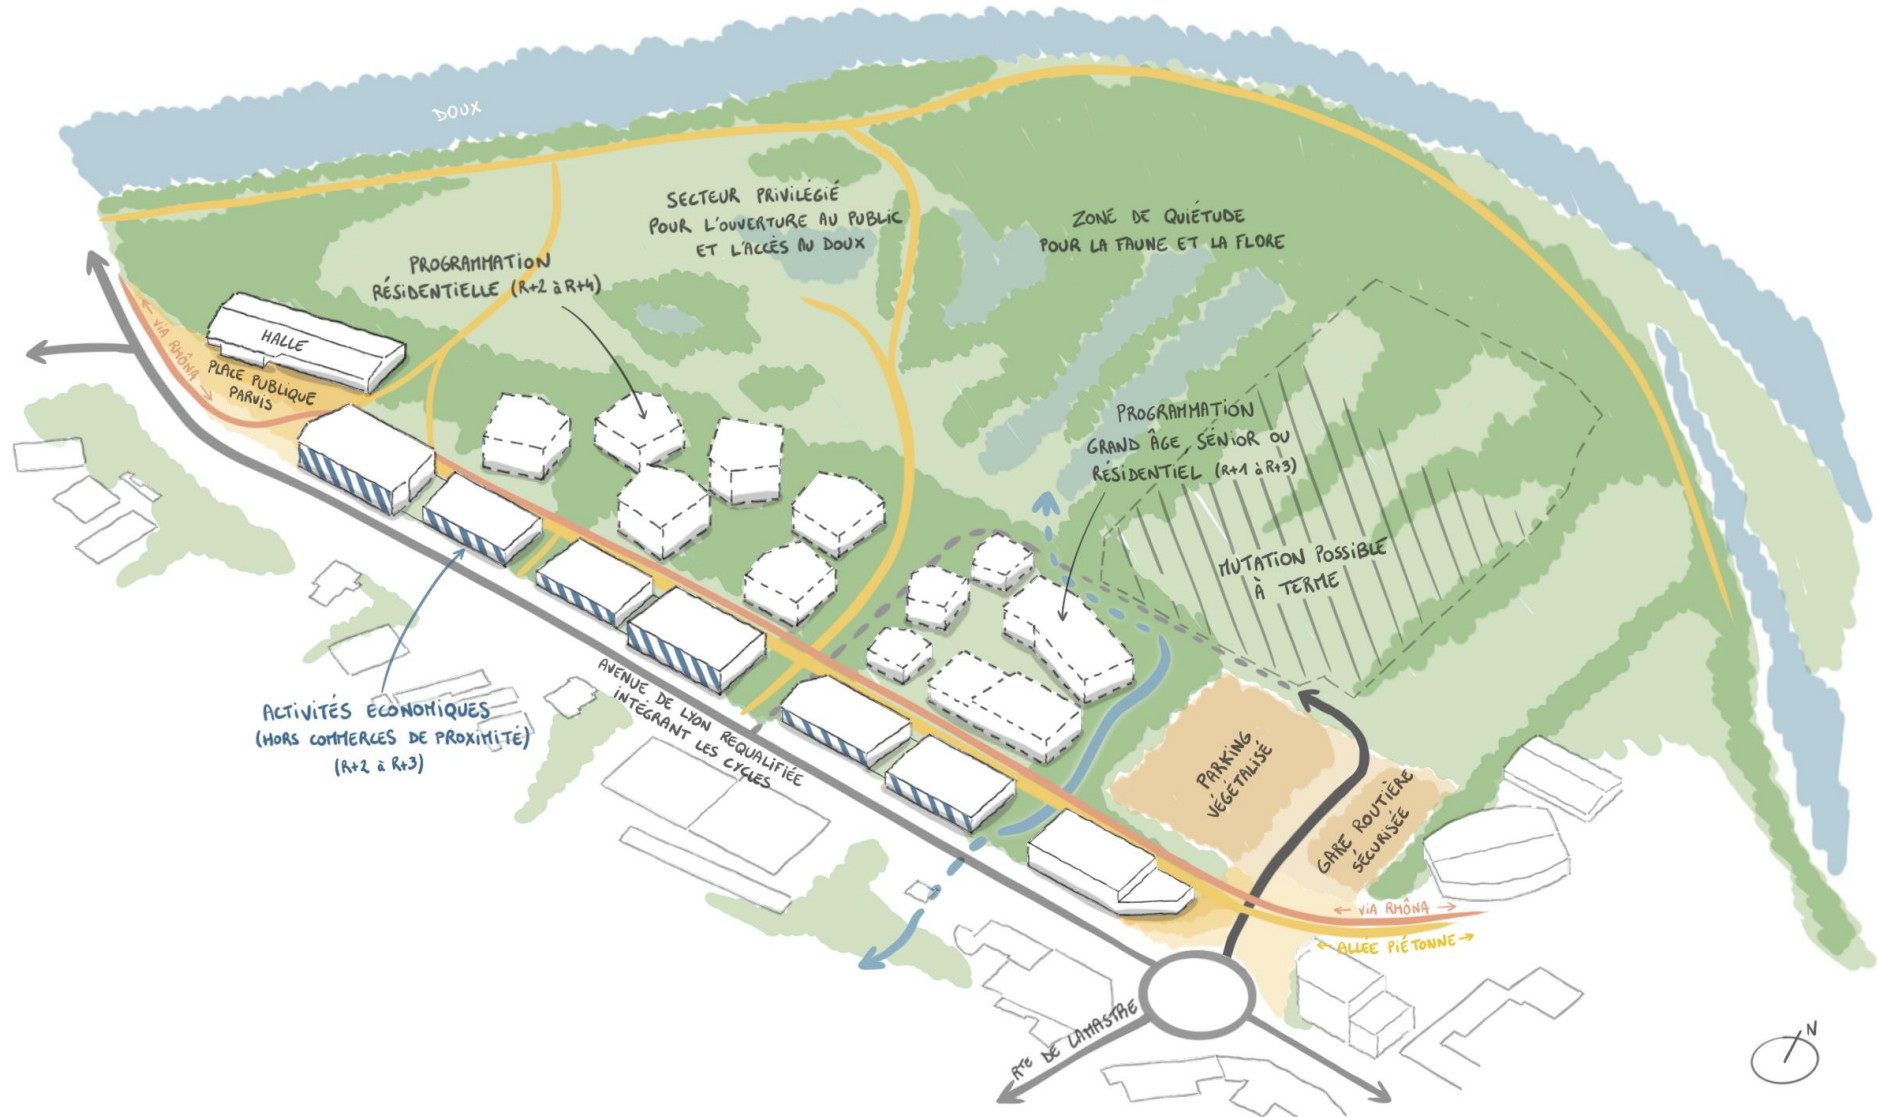 DOUX
SECTEUR PRIVILÉGIÉ
POUR L'OUVERTURE AU PUBLIC
ET L'ACCÈS AU DOUX
ZONE DE QUIÉTUDE
POUR LA FAUNE ET LA FLORE
PROGRAMMATION
RÉSIDENTIELLE (R+2 à R+4)
HALLE
← VIA RHÔNA →
PLACE PUBLIQUE
PARVIS
PROGRAMMATION
GRAND ÂGE, SÉNIOR OU
RÉSIDENTIEL (R+1 à R+3)
MUTATION POSSIBLE
À TERME
ACTIVITÉS ÉCONOMIQUES
(HORS COMMERCES DE PROXIMITÉ)
(R+2 à R+3)
AVENUE DE LYON REQUALIFIÉE
INTÉGRANT LES CYCLES
PARKING
VÉGÉTALISÉ
GARE ROUTIÈRE
SÉCURISÉE
← VIA RHÔNA →
← ALLÉE PIÉTONNE →
RTE DE LAMASTRE
N